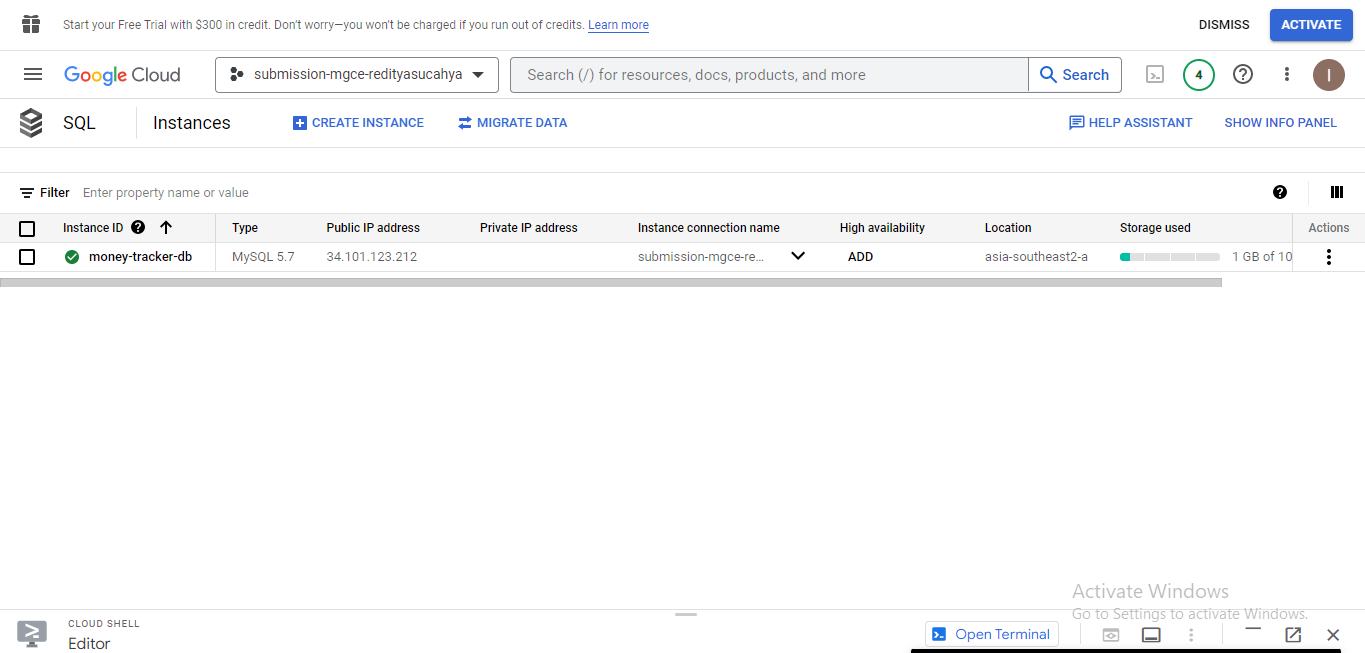 Start your Free Trial with $300 in credit. Don't worry—you won't be charged if you run out of credits. Learn more
DISMISS
ACTIVATE
Google Cloud
submission-mgce-redityasucahya
Search (/) for resources, docs, products, and more
Search
4
I
SQL
Instances
CREATE INSTANCE
MIGRATE DATA
HELP ASSISTANT
SHOW INFO PANEL
Filter Enter property name or value
Instance ID Type Public IP address Private IP address Instance connection name High availability Location Storage used Actions
money-tracker-db MySQL 5.7 34.101.123.212 submission-mgce-re... ADD asia-southeast2-a 1 GB of 10
Activate Windows
Go to Settings to activate Windows.
CLOUD SHELL
Editor
Open Terminal